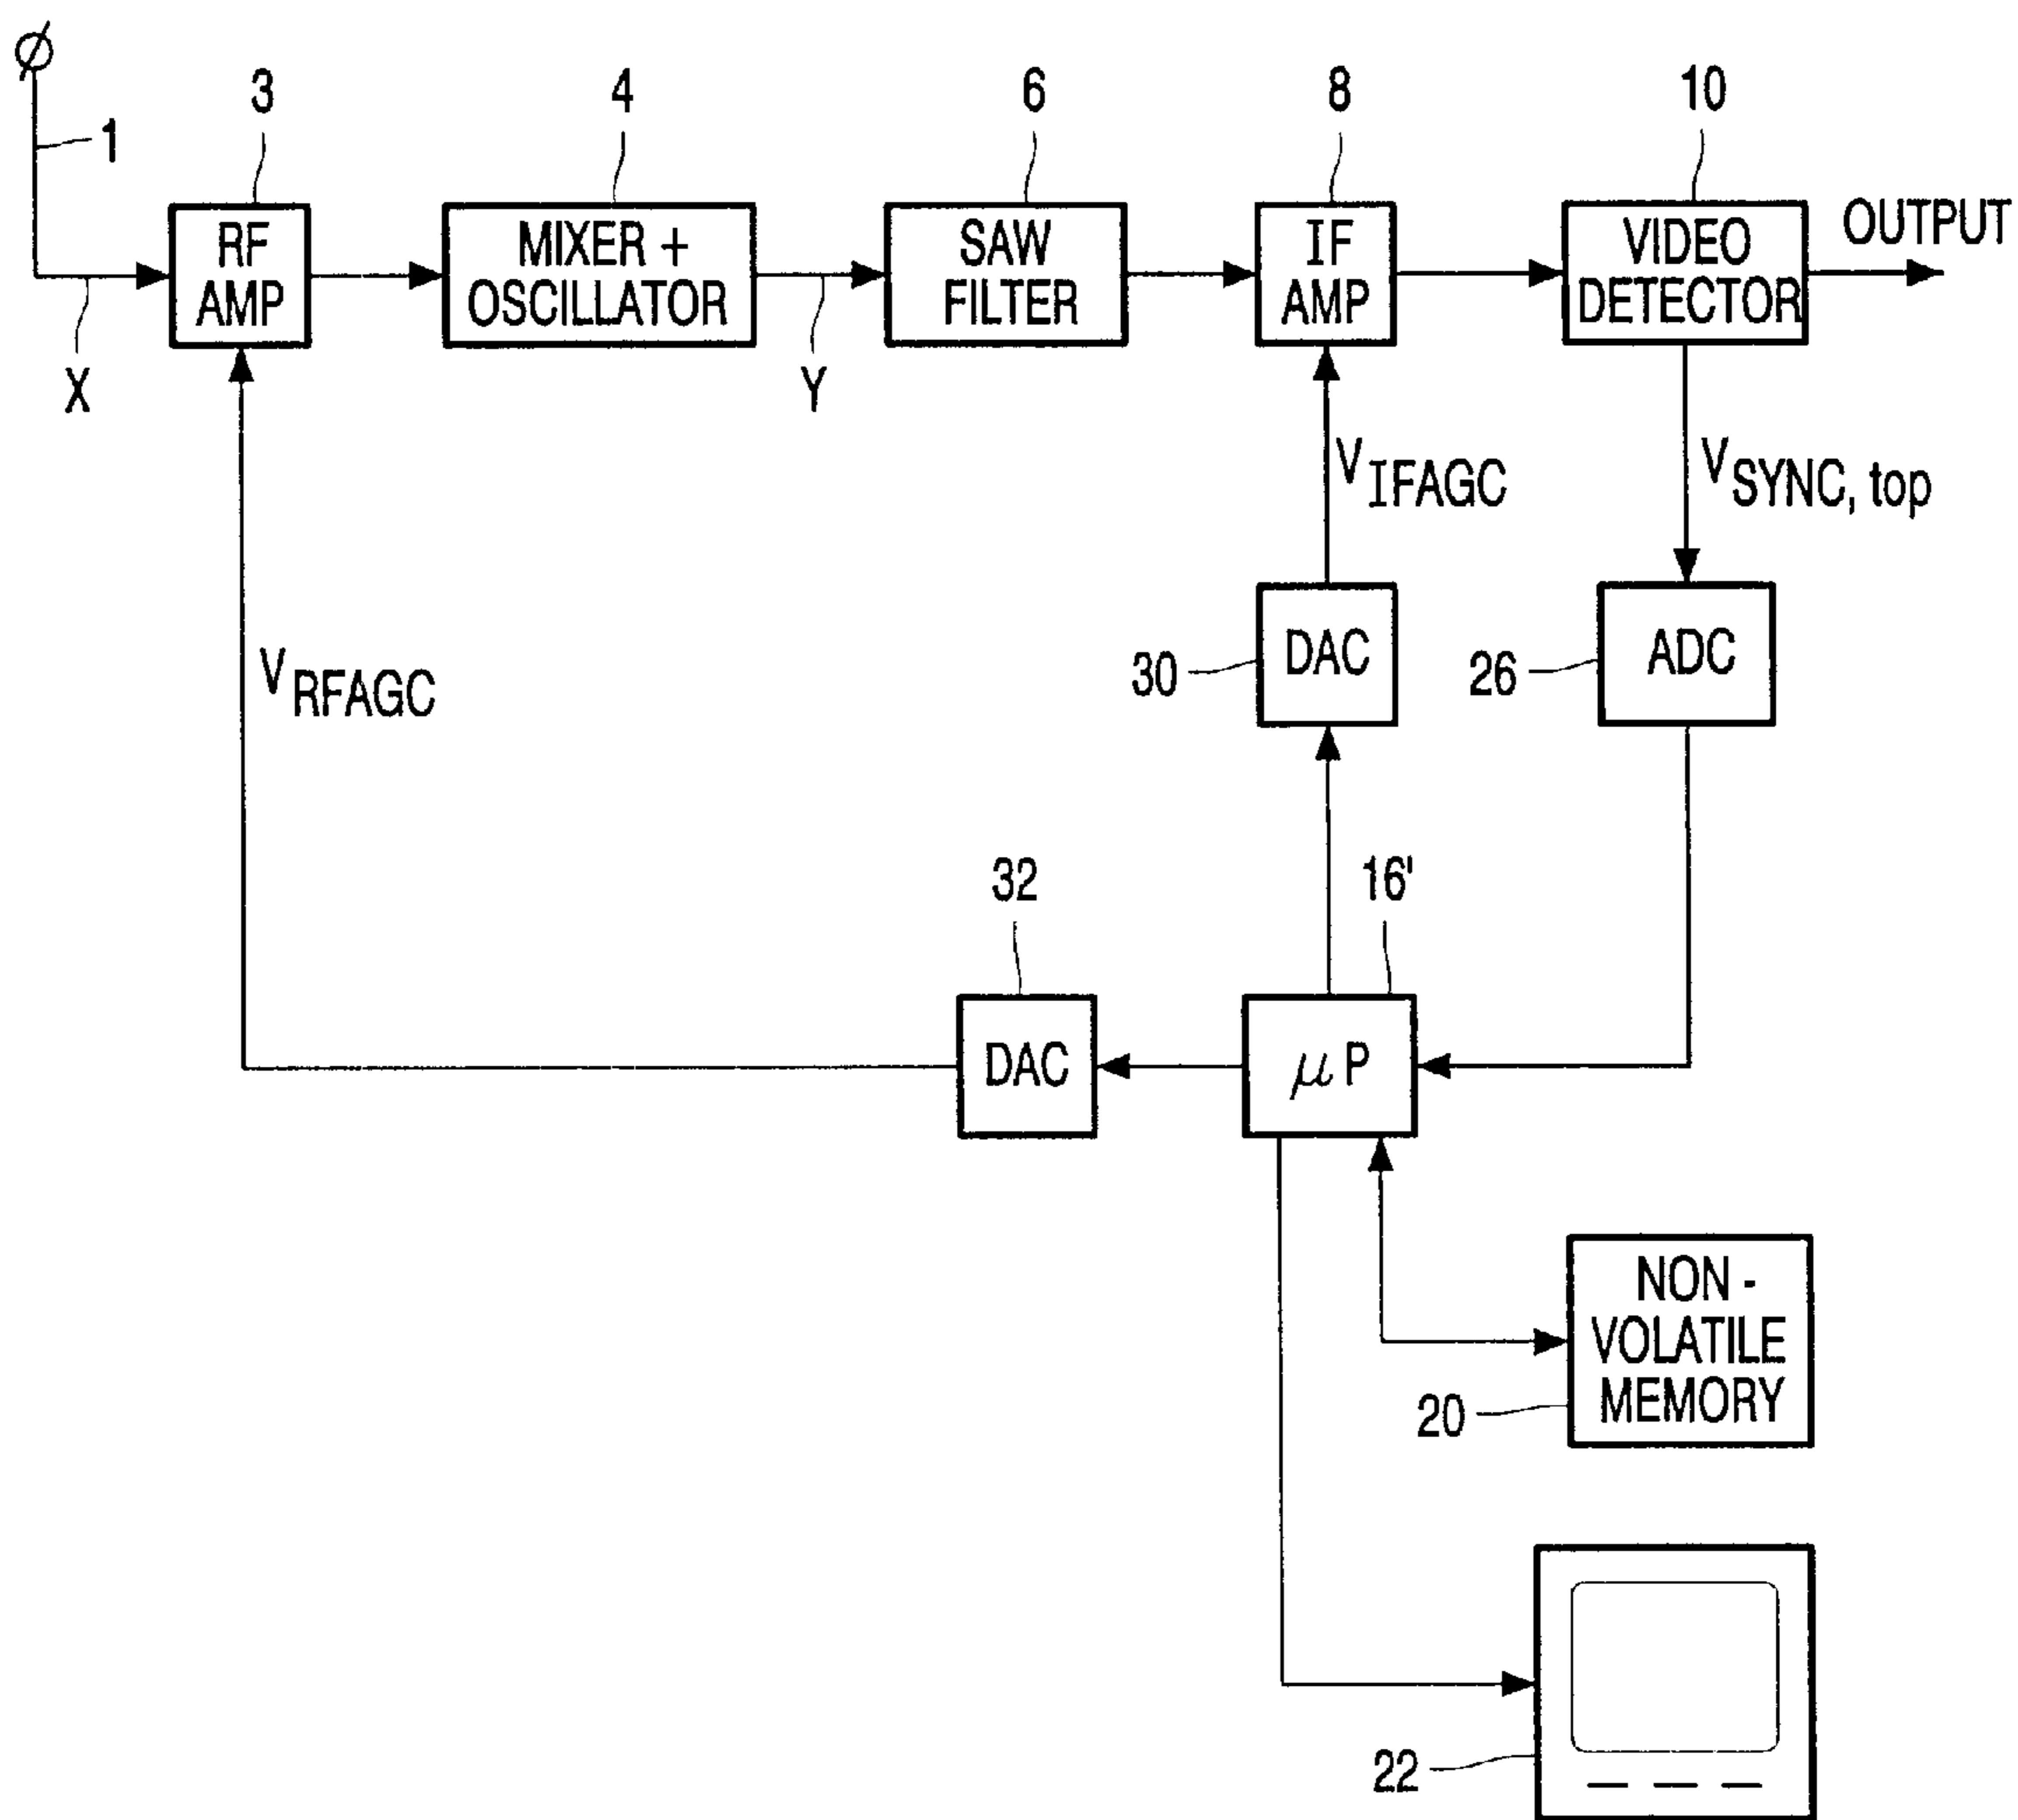 3
4
6
8
10
1
RF
AMP
MIXER +
OSCILLATOR
SAW
FILTER
IF
AMP
VIDEO
DETECTOR
OUTPUT
X
Y
VIFAGC
VSYNC, top
VRFAGC
30
DAC
26
ADC
32
16'
DAC
μP
NON -
VOLATILE
MEMORY
20
22